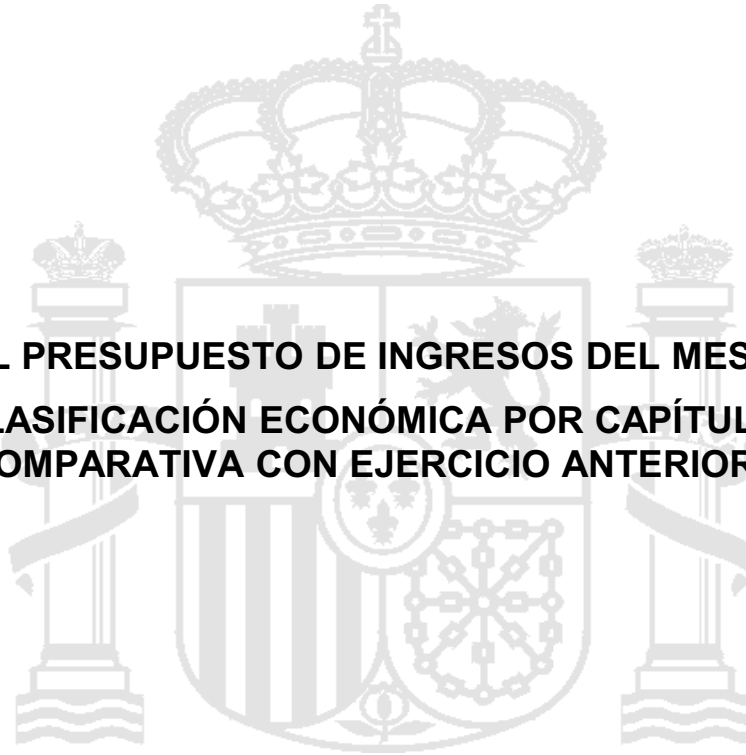 L PRESUPUESTO DE INGRESOS DEL MES
LASIFICACIÓN ECONÓMICA POR CAPÍTUL
OMPARATIVA CON EJERCICIO ANTERIOR